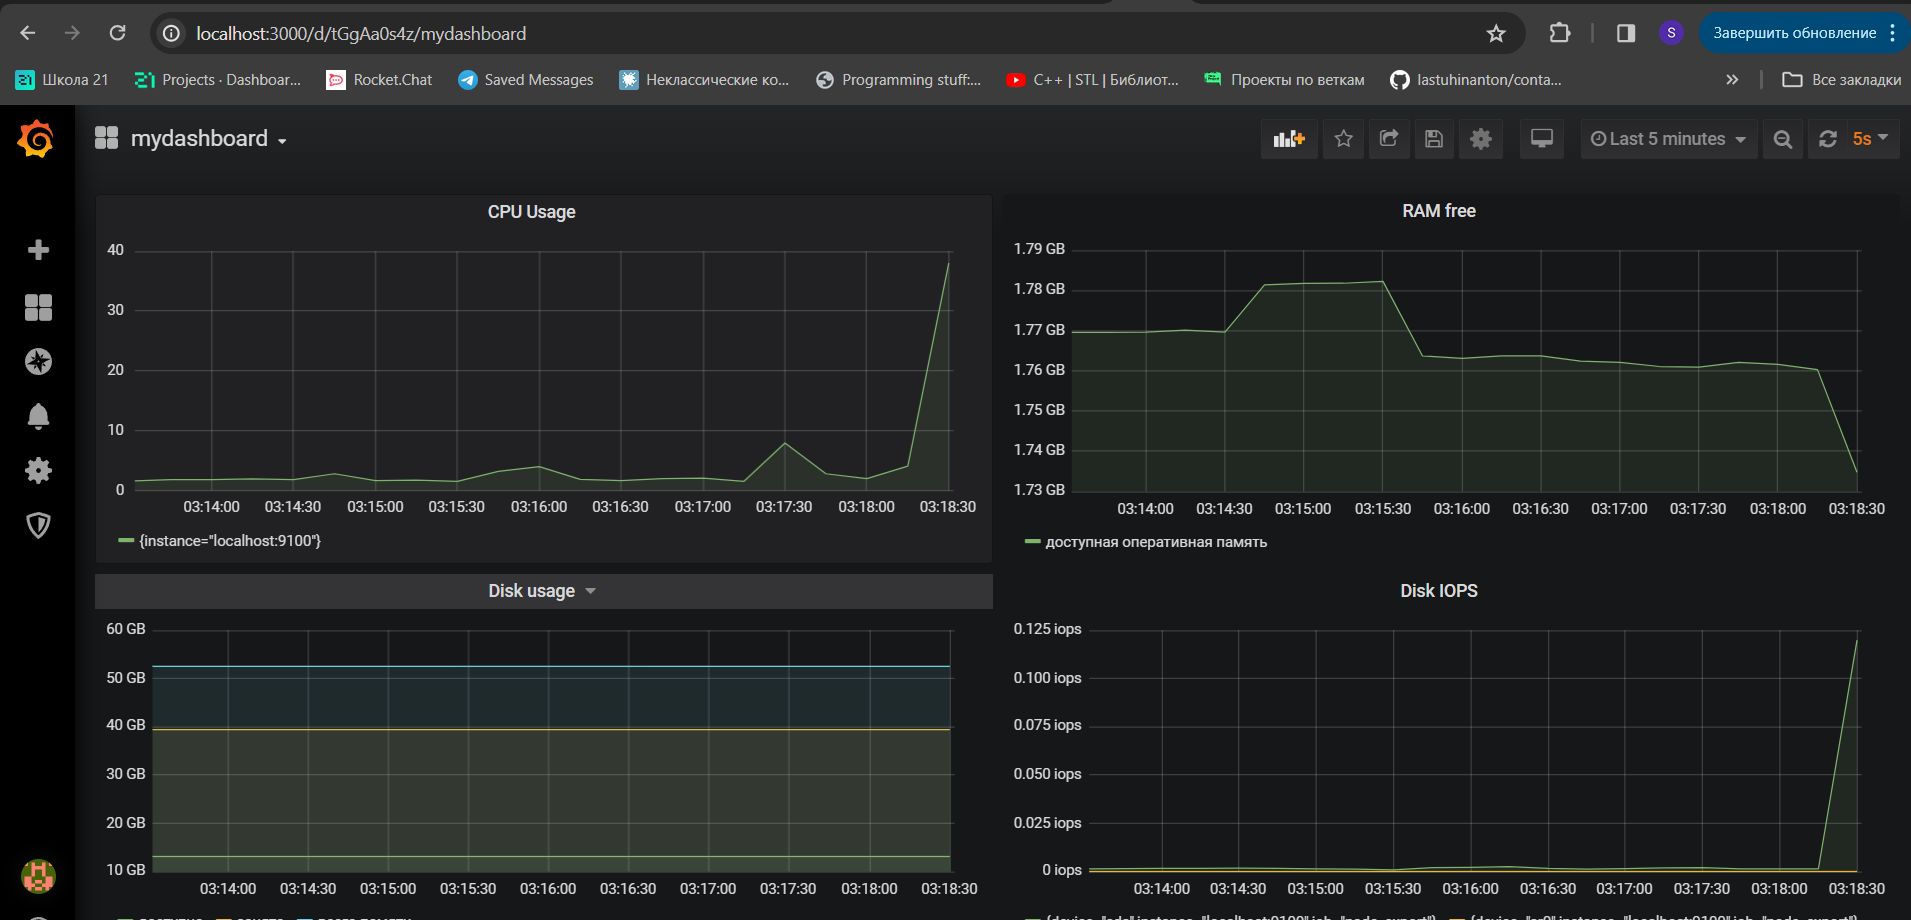 localhost:3000/d/tGgAa0s4z/mydashboard
S
Завершить обновление
Школа 21
Projects · Dashboar...
Rocket.Chat
Saved Messages
Неклассические ко...
Programming stuff:...
C++ | STL | Библиот...
Проекты по веткам
lastuhinanton/conta...
Все закладки
mydashboard
Last 5 minutes
5s
CPU Usage
40
30
20
10
0
03:14:00 03:14:30 03:15:00 03:15:30 03:16:00 03:16:30 03:17:00 03:17:30 03:18:00 03:18:30
{instance="localhost:9100"}
RAM free
1.79 GB
1.78 GB
1.77 GB
1.76 GB
1.75 GB
1.74 GB
1.73 GB
03:14:00 03:14:30 03:15:00 03:15:30 03:16:00 03:16:30 03:17:00 03:17:30 03:18:00 03:18:30
доступная оперативная память
Disk usage
60 GB
50 GB
40 GB
30 GB
20 GB
10 GB
03:14:00 03:14:30 03:15:00 03:15:30 03:16:00 03:16:30 03:17:00 03:17:30 03:18:00 03:18:30
Disk IOPS
0.125 iops
0.100 iops
0.075 iops
0.050 iops
0.025 iops
0 iops
03:14:00 03:14:30 03:15:00 03:15:30 03:16:00 03:16:30 03:17:00 03:17:30 03:18:00 03:18:30